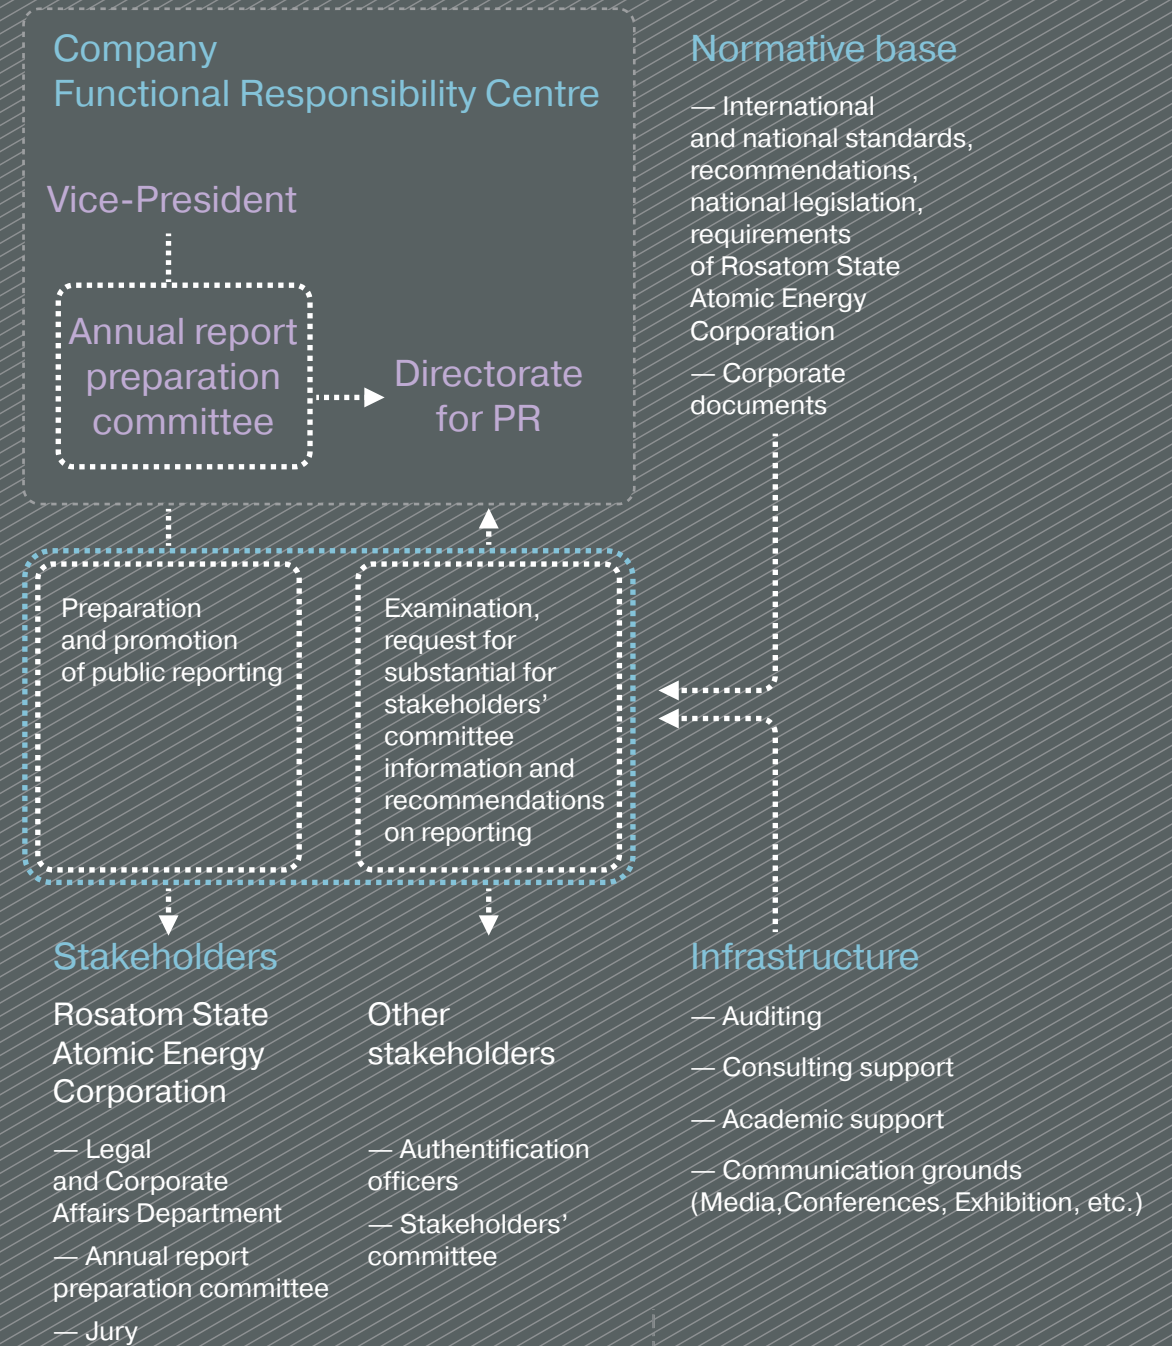 Company
Functional Responsibility Centre
Vice-President
Annual report
preparation
committee
Directorate
for PR
Normative base
— International
and national standards,
recommendations,
national legislation,
requirements
of Rosatom State
Atomic Energy
Corporation
— Corporate
documents
Preparation
and promotion
of public reporting
Examination,
request for
substantial for
stakeholders’
committee
information and
recommendations
on reporting
Stakeholders
Rosatom State
Atomic Energy
Corporation
— Legal
and Corporate
Affairs Department
— Annual report
preparation committee
— Jury
Other
stakeholders
— Authentification
officers
— Stakeholders’
committee
Infrastructure
— Auditing
— Consulting support
— Academic support
— Communication grounds
(Media,Conferences, Exhibition, etc.)